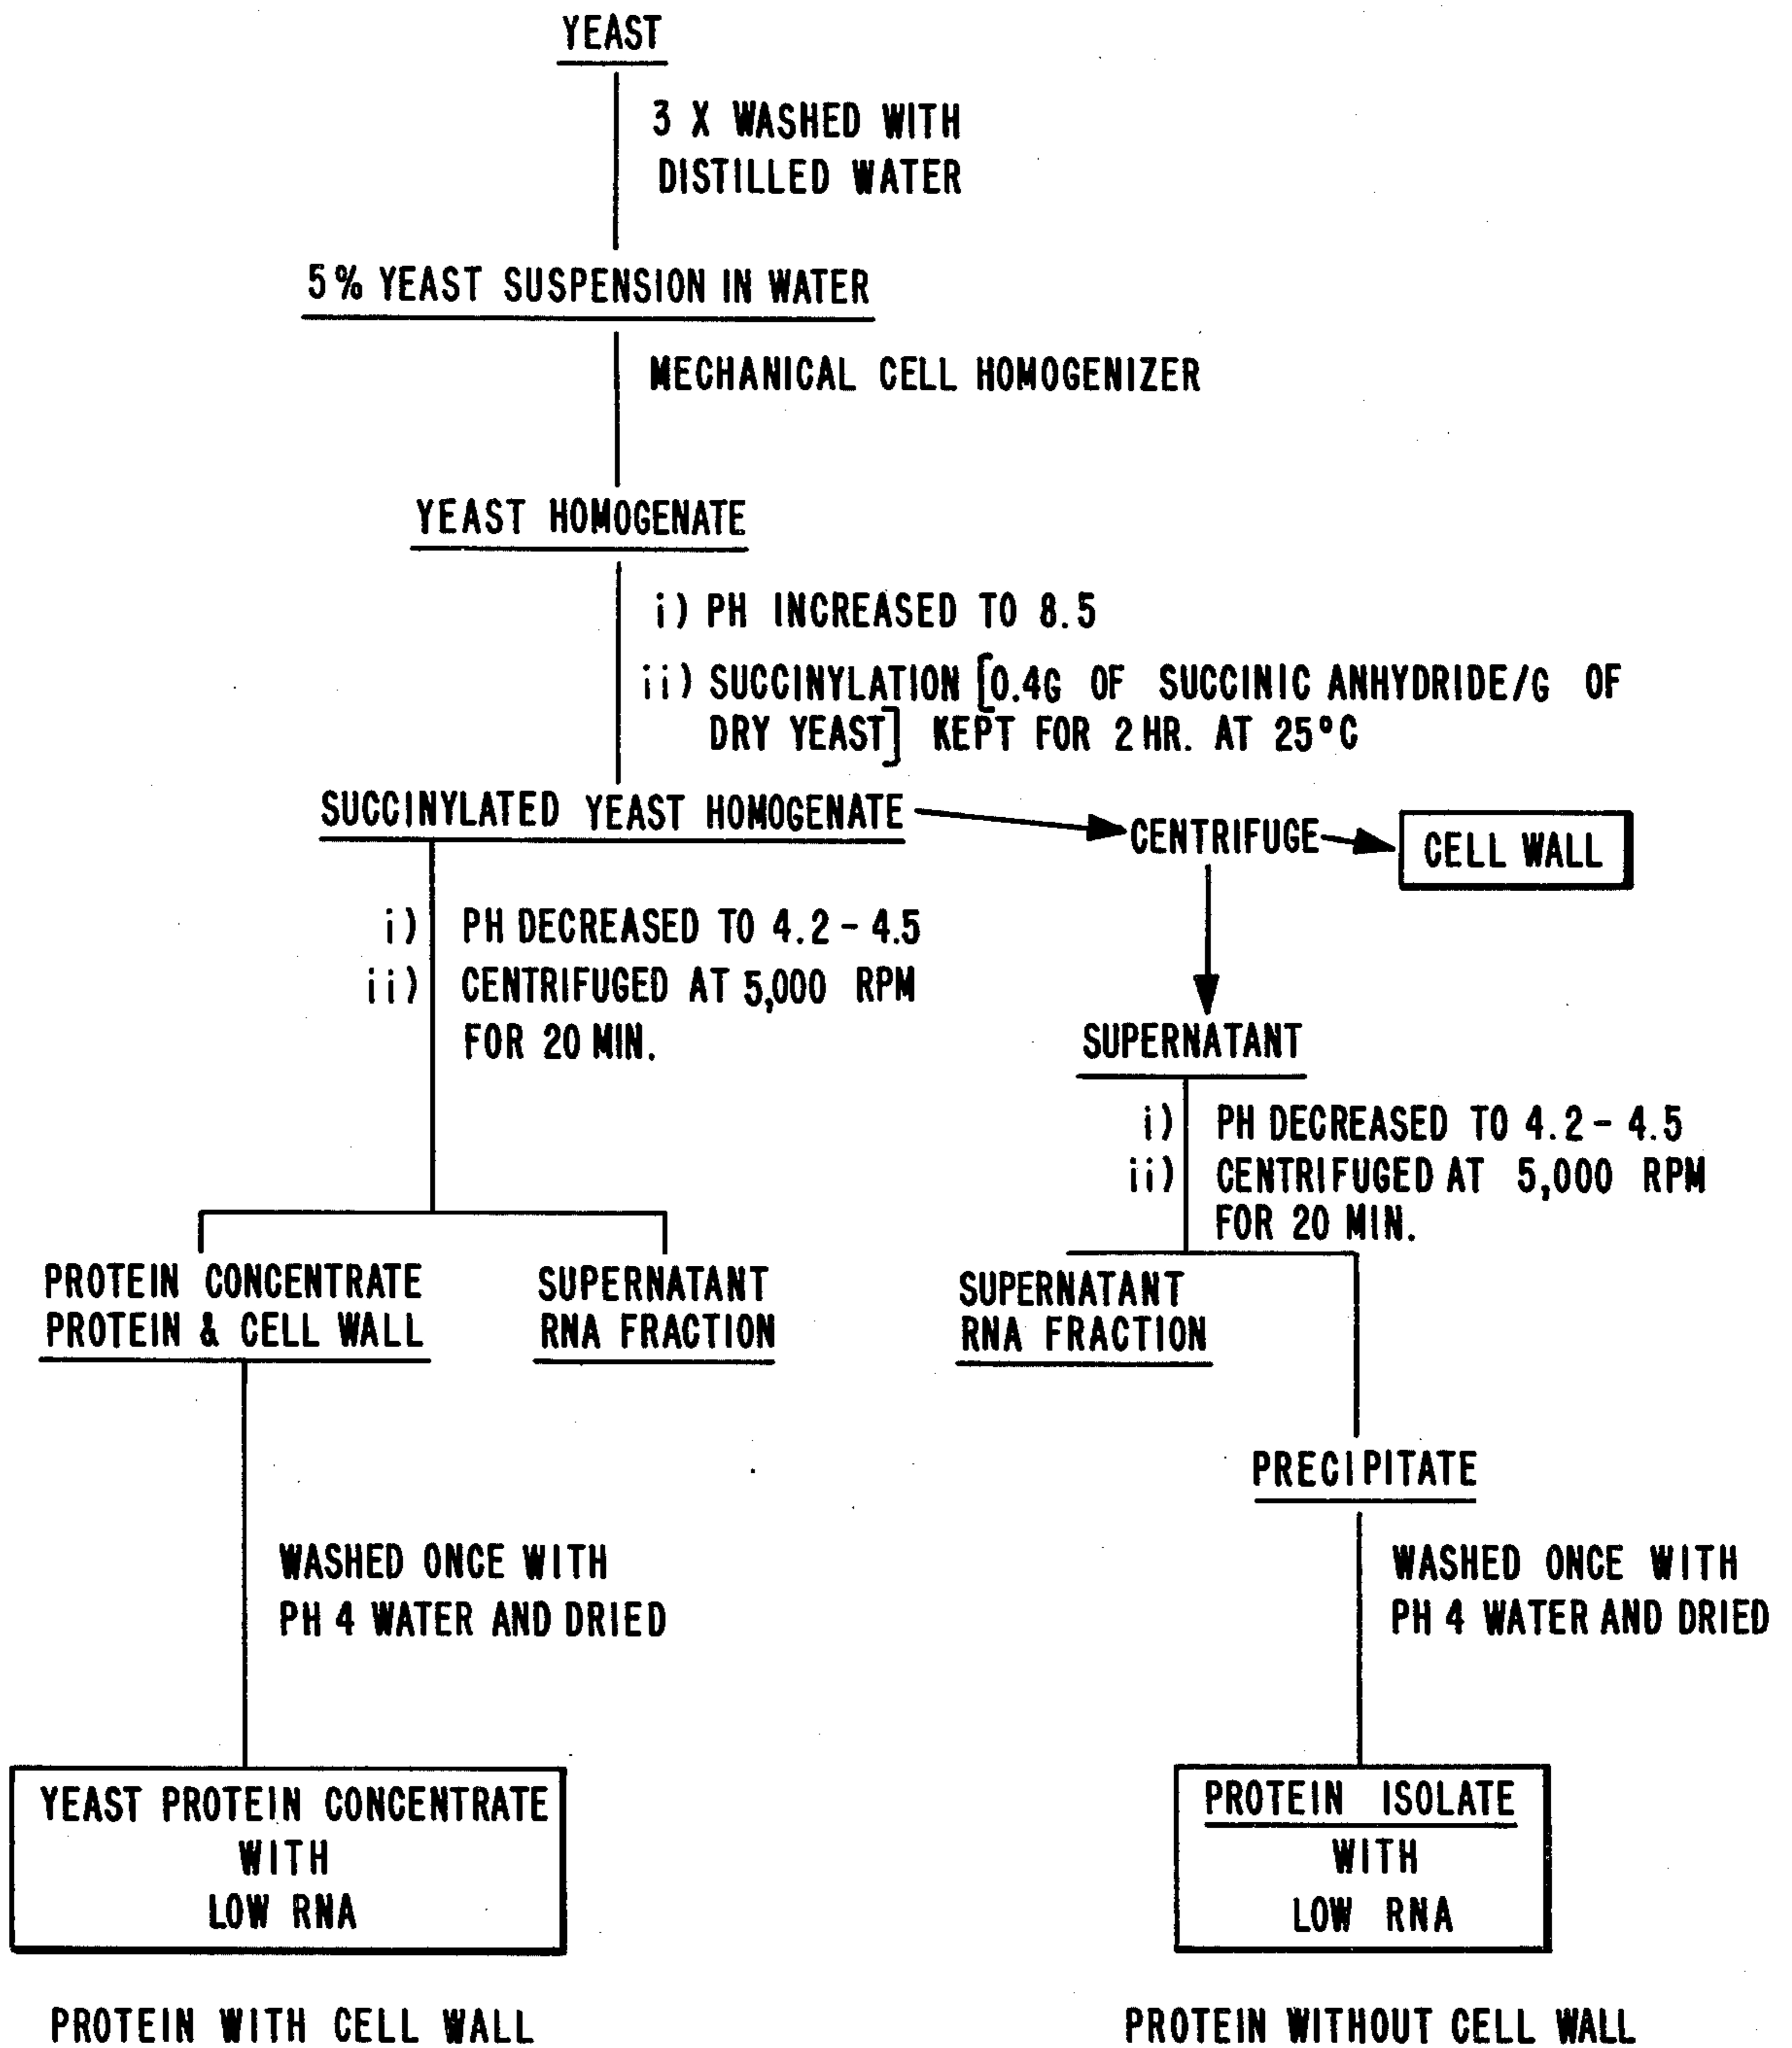 YEAST
3 X WASHED WITH
DISTILLED WATER
5% YEAST SUSPENSION IN WATER
MECHANICAL CELL HOMOGENIZER
YEAST HOMOGENATE
i) PH INCREASED TO 8.5
ii) SUCCINYLATION [0.4G OF SUCCINIC ANHYDRIDE/G OF
DRY YEAST] KEPT FOR 2 HR. AT 25°C
SUCCINYLATED YEAST HOMOGENATE
CENTRIFUGE
CELL WALL
i) PH DECREASED TO 4.2-4.5
ii) CENTRIFUGED AT 5,000 RPM
FOR 20 MIN.
SUPERNATANT
i) PH DECREASED TO 4.2-4.5
ii) CENTRIFUGED AT 5,000 RPM
FOR 20 MIN.
PROTEIN CONCENTRATE
PROTEIN & CELL WALL
SUPERNATANT
RNA FRACTION
SUPERNATANT
RNA FRACTION
PRECIPITATE
WASHED ONCE WITH
PH 4 WATER AND DRIED
WASHED ONCE WITH
PH 4 WATER AND DRIED
YEAST PROTEIN CONCENTRATE
WITH
LOW RNA
PROTEIN ISOLATE
WITH
LOW RNA
PROTEIN WITH CELL WALL
PROTEIN WITHOUT CELL WALL